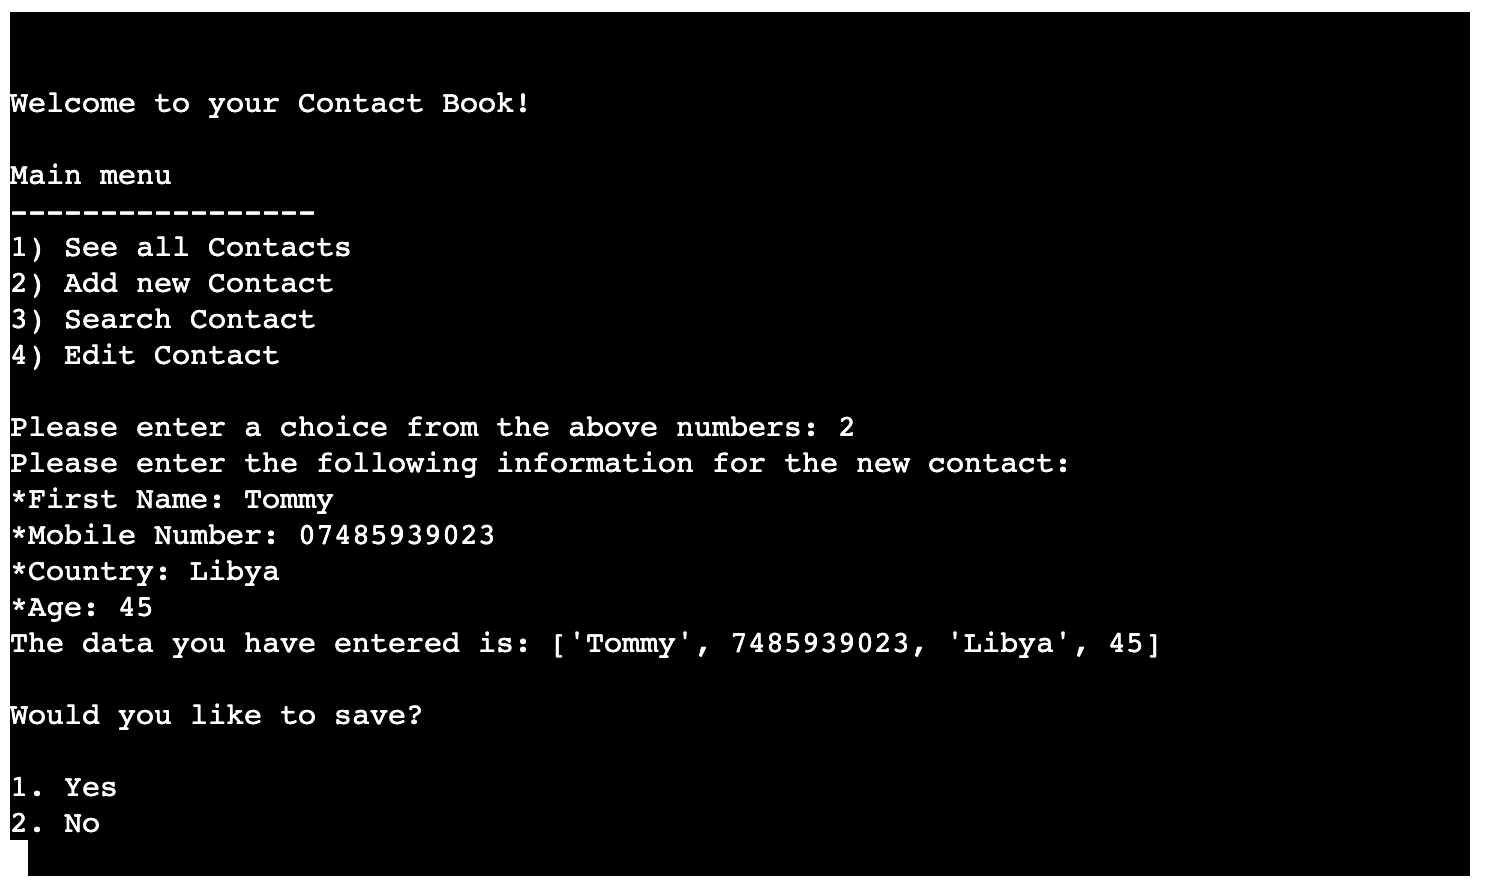 Welcome to your Contact Book!
Main menu
-----------------
1) See all Contacts
2) Add new Contact
3) Search Contact
4) Edit Contact
Please enter a choice from the above numbers: 2
Please enter the following information for the new contact:
*First Name: Tommy
*Mobile Number: 07485939023
*Country: Libya
*Age: 45
The data you have entered is: ['Tommy', 7485939023, 'Libya', 45]
Would you like to save?
1. Yes
2. No